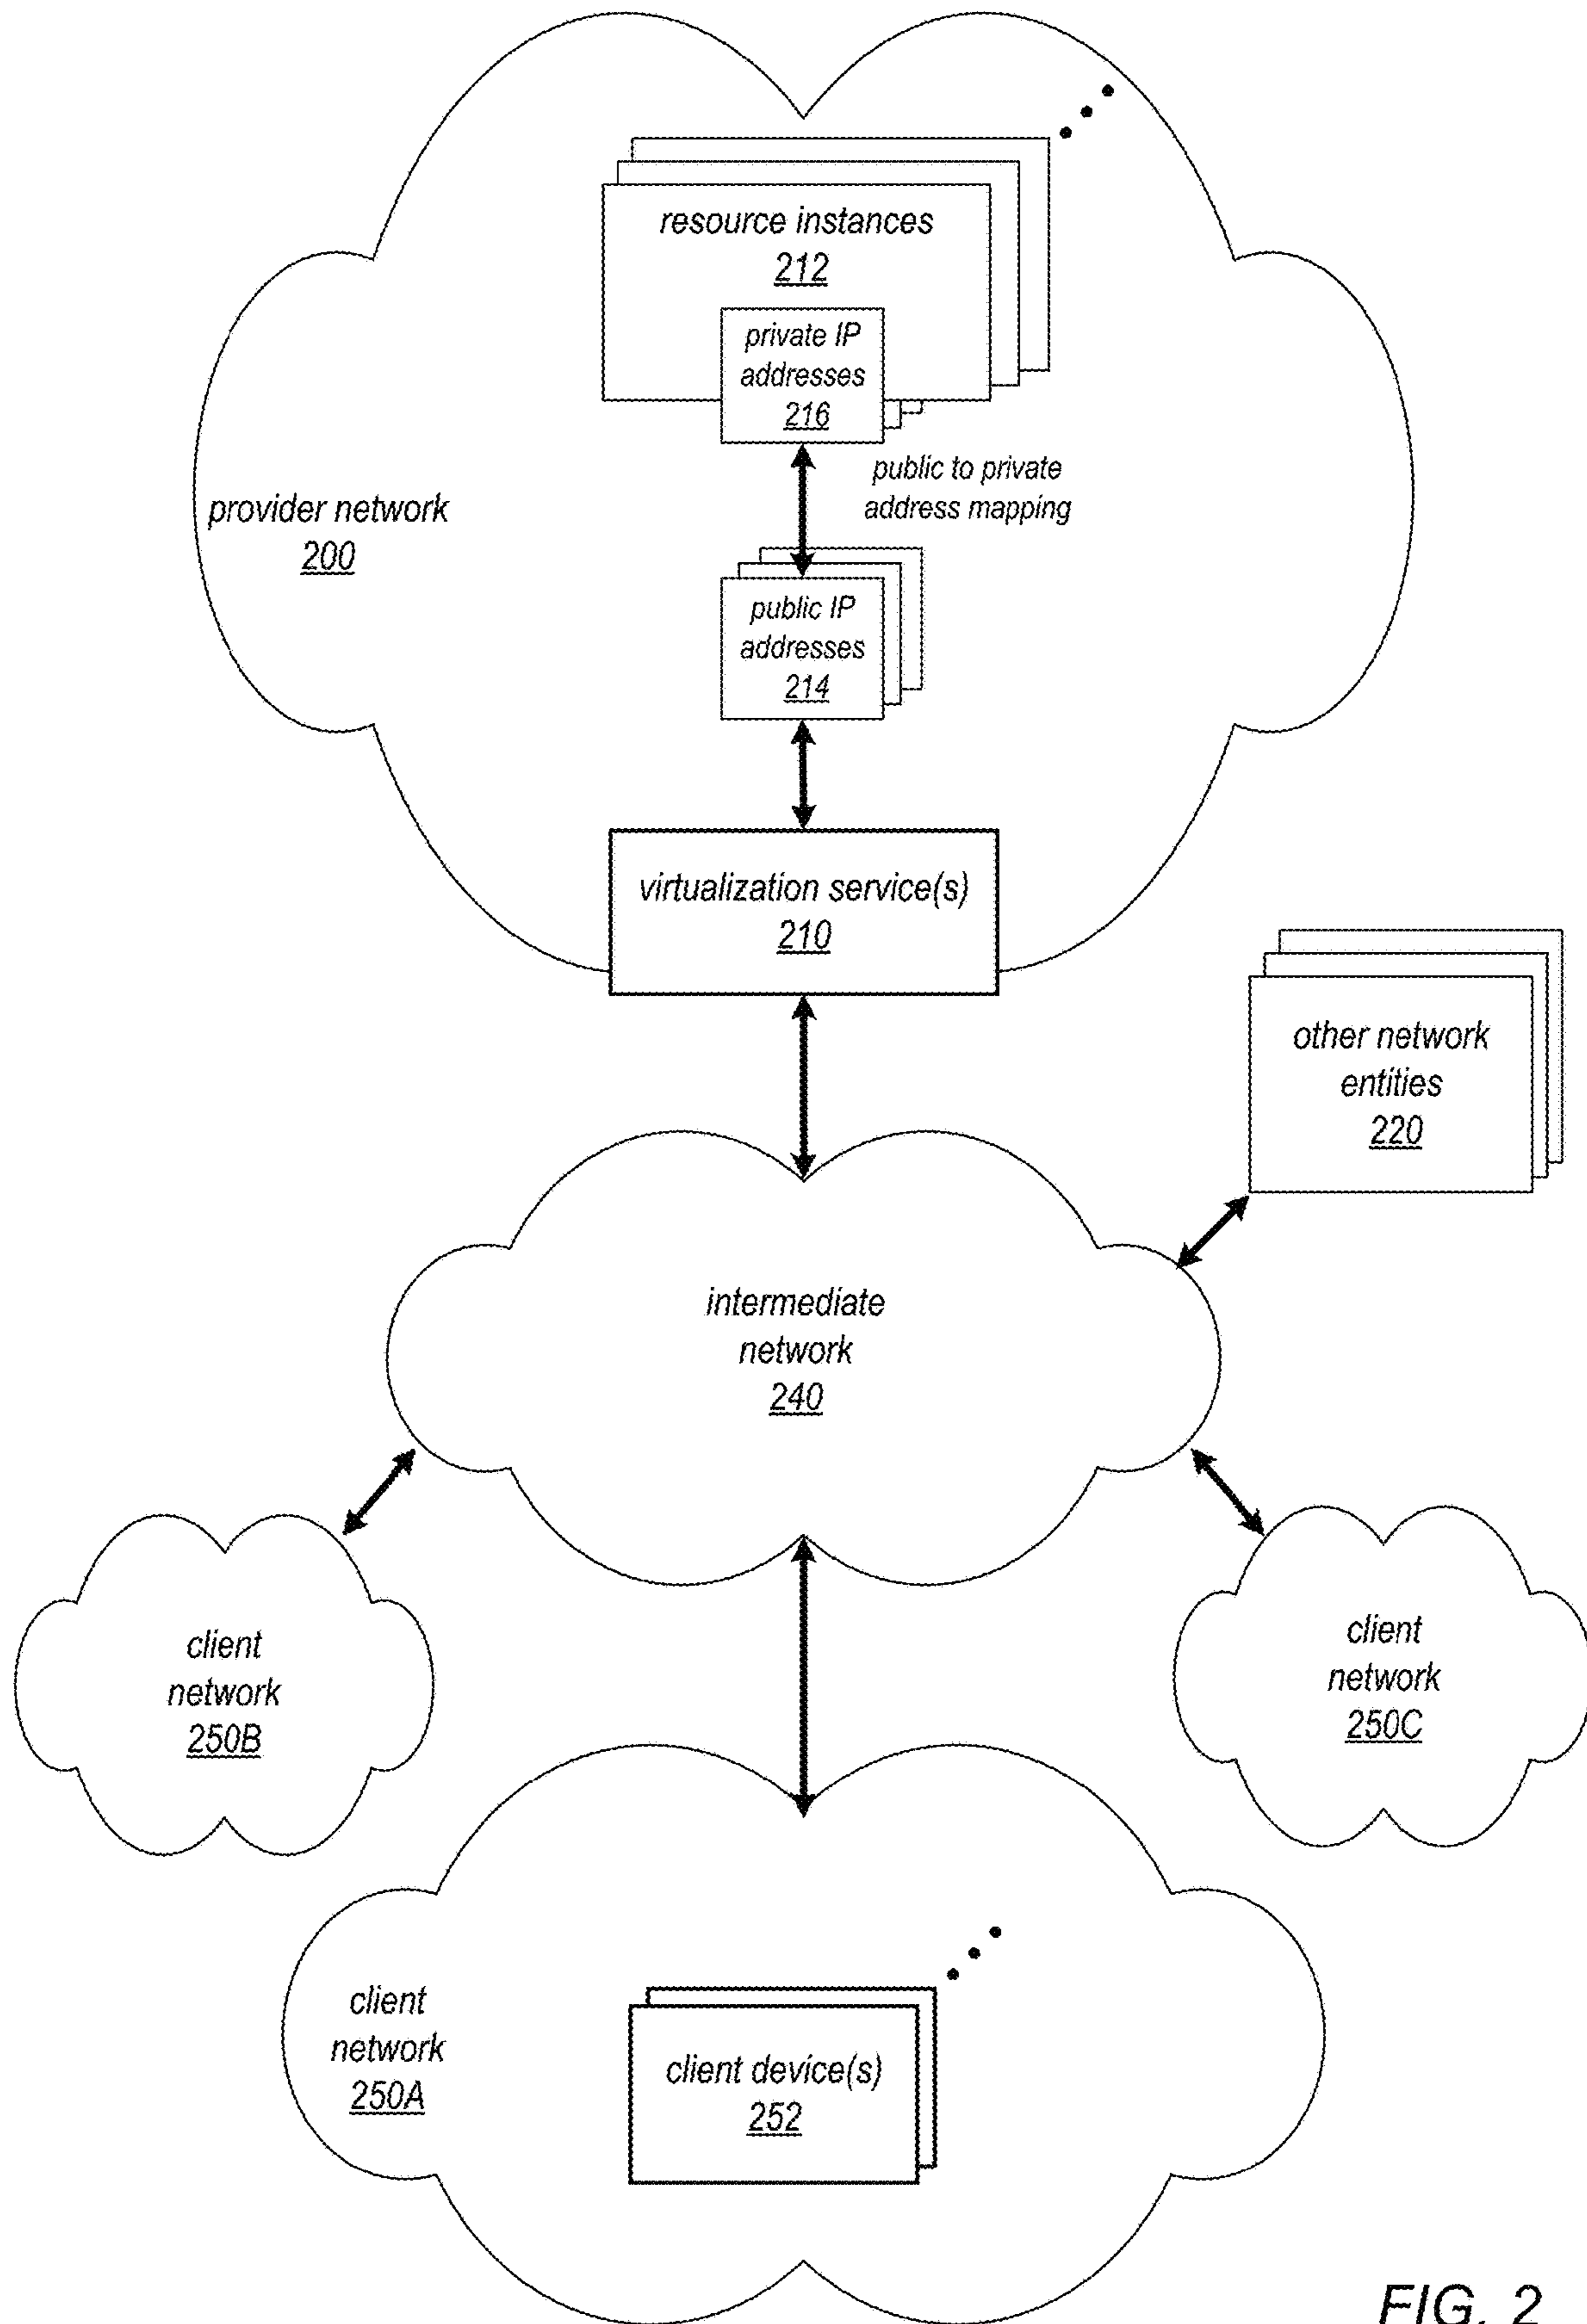 resource instances
212
private IP
addresses
216
public to private
address mapping
provider network
200
public IP
addresses
214
virtualization service(s)
210
other network
entities
220
intermediate
network
240
client
network
250B
client
network
250C
client
network
250A
client device(s)
252
FIG. 2